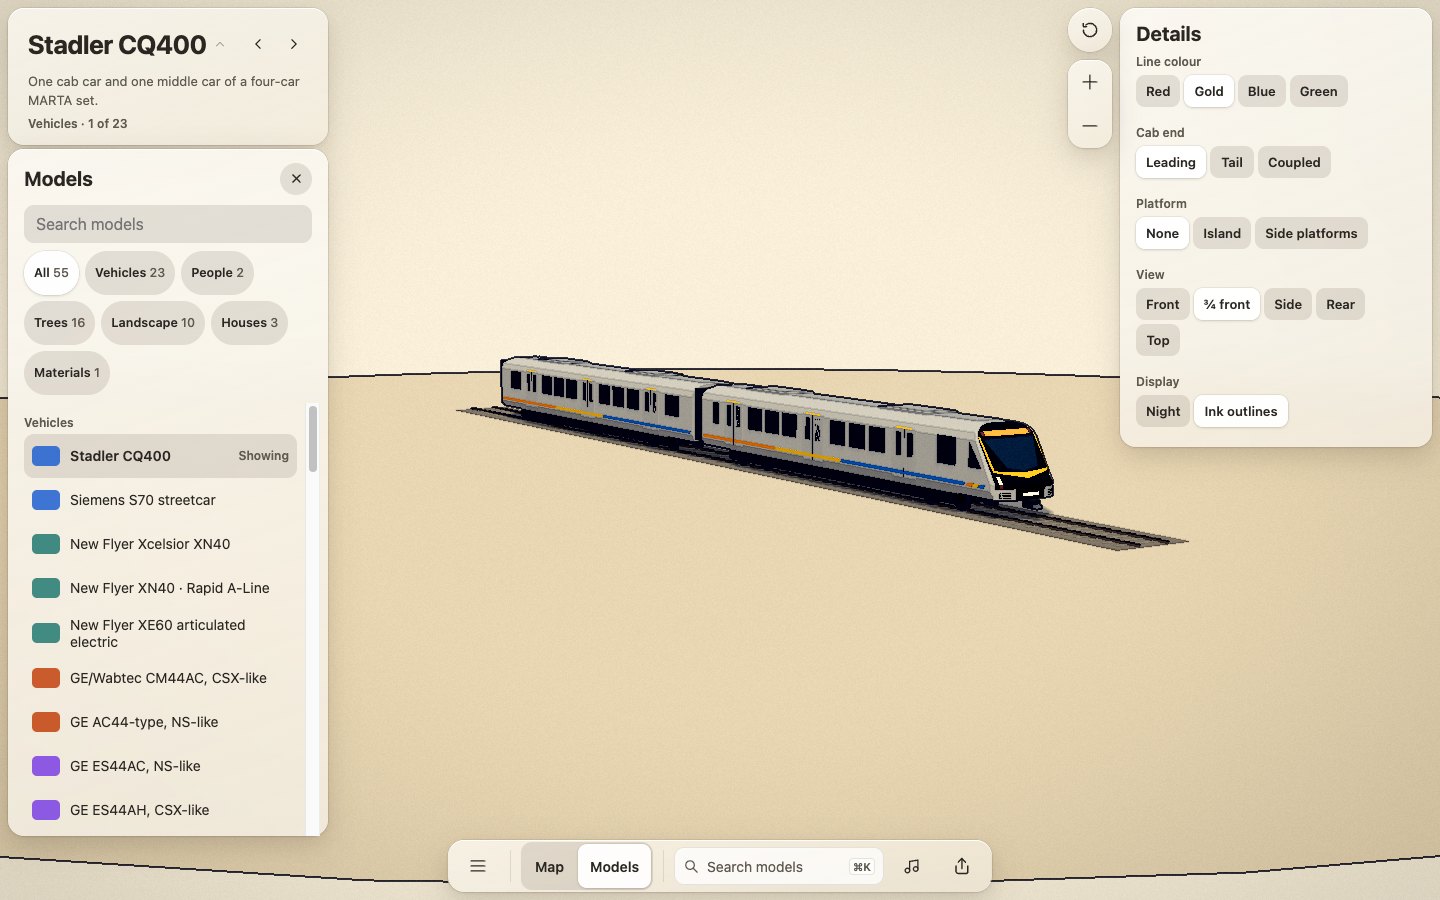 Stadler CQ400
One cab car and one middle car of a four-car
MARTA set.
Vehicles · 1 of 23
Models
Search models
All 55
Vehicles 23
People 2
Trees 16
Landscape 10
Houses 3
Materials 1
Vehicles
Stadler CQ400
Showing
Siemens S70 streetcar
New Flyer Xcelsior XN40
New Flyer XN40 · Rapid A-Line
New Flyer XE60 articulated
electric
GE/Wabtec CM44AC, CSX-like
GE AC44-type, NS-like
GE ES44AC, NS-like
GE ES44AH, CSX-like
Details
Line colour
Red
Gold
Blue
Green
Cab end
Leading
Tail
Coupled
Platform
None
Island
Side platforms
View
Front
¾ front
Side
Rear
Top
Display
Night
Ink outlines
Map
Models
Search models
⌘K